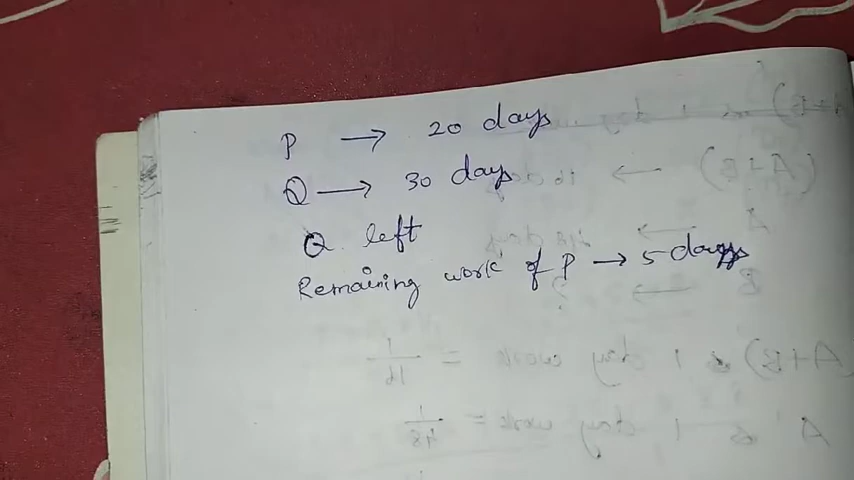 P → 20 days
Q → 30 days
Q left
Remaining work of P → 5 days